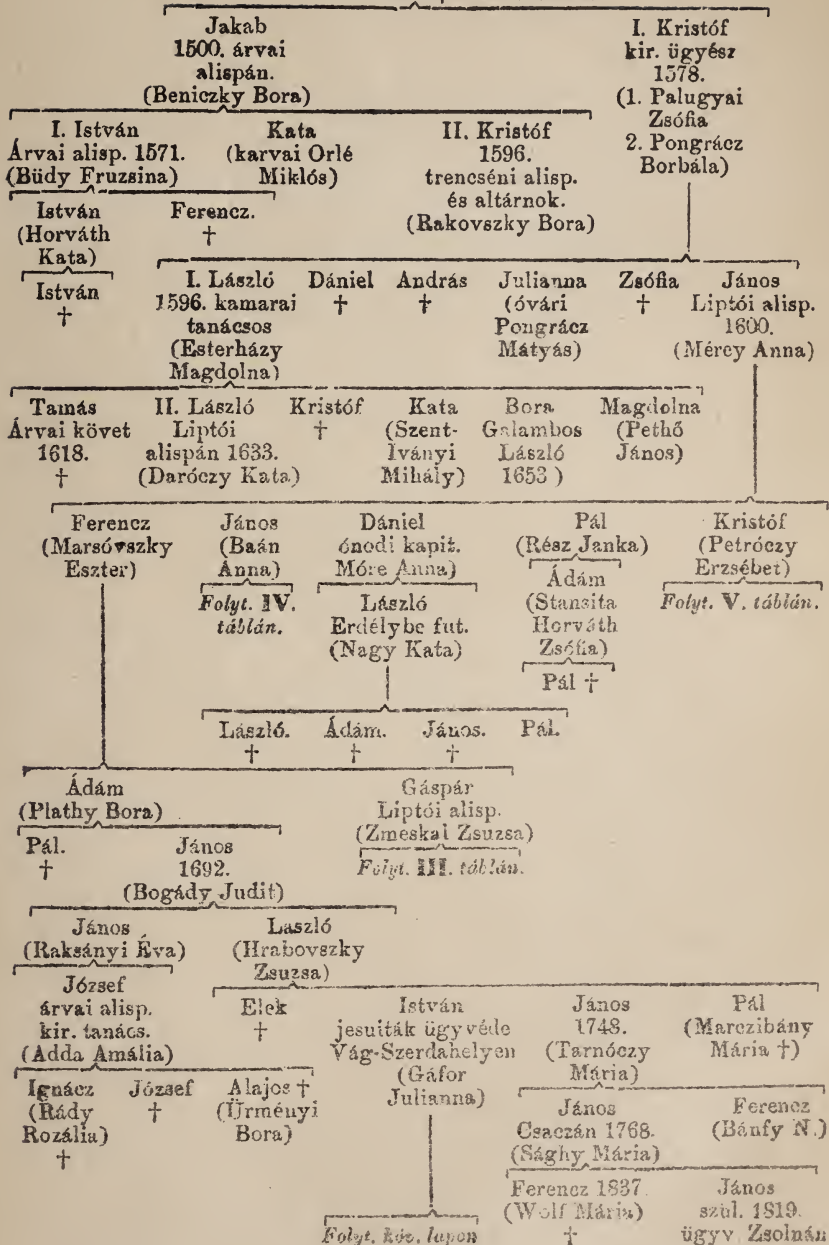 Jakab
1500. árvai
alispán.
(Beniczky Bora)
I. Kristóf
kir. ügyész
1578.
(1. Palugyai
Zsófia
2. Pongrácz
Borbála)
I. István
Árvai alisp. 1571.
(Büdy Fruzsina)
Kata
(karvai Orlé
Miklós)
II. Kristóf
1596.
trencséni alisp.
és altárnok.
(Rakovszky Bora)
István
(Horváth
Kata)
Ferencz.
†
István
†
I. László
1596. kamarai
tanácsos
(Esterházy
Magdolna)
Dániel
†
András
†
Julianna
(óvári
Pongrácz
Mátyás)
Zsófia
†
János
Liptói alisp.
1600.
(Mércy Anna)
Tamás
Árvai követ
1618.
†
II. László
Liptói
alispán 1633.
(Daróczy Kata)
Kristóf
†
Kata
(Szent-
Iványi
Mihály)
Bora
Galambos
László
1653 )
Magdolna
(Pethő
János)
Ferencz
(Marsóvszky
Eszter)
János
(Baán
Anna)
Folyt. IV.
táblán.
Dániel
ónodi kapit.
Móre Anna)
László
Erdélybe fut.
(Nagy Kata)
Pál
(Rész Janka)
Ádám
(Stansita
Horváth
Zsófia)
Pál †
Kristóf
(Petróczy
Erzsébet)
Folyt. V. táblán.
László.
†
Ádám.
†
János.
†
Pál.
Ádám
(Plathy Bora)
Gáspár
Liptói alisp.
(Zmeskal Zsuzsa)
Folyt. III. táblán.
Pál.
†
János
1692.
(Bogády Judit)
János
(Raksányi Éva)
László
(Hrabovszky
Zsuzsa)
József
árvai alisp.
kir. tanács.
(Adda Amália)
Elek
†
István
jesuiták ügyvéde
Vág-Szerdahelyen
(Gáfor
Julianna)
János
1748.
(Tarnóczy
Mária)
Pál
(Marczibány
Mária †)
Ignácz
(Rády
Rozália)
†
József
†
Alajos †
(Ürményi
Bora)
János
Csaczán 1768.
(Sághy Mária)
Ferencz
(Bánfy N.)
Ferencz 1837.
(Wolf Mária)
†
János
szül. 1819.
ügyv. Zsolnán
Folyt. köv. lapon